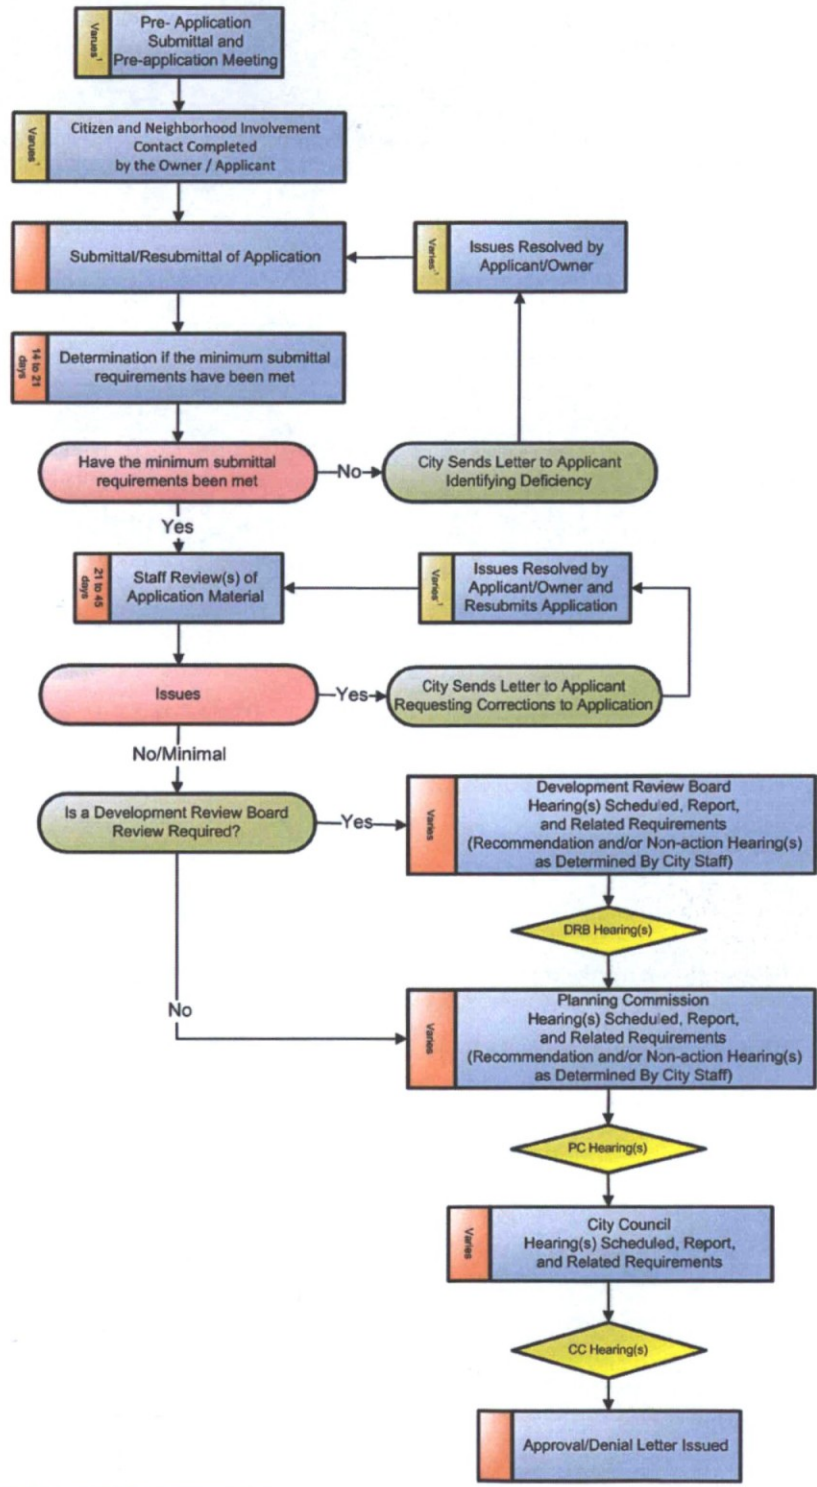 Varues¹
Pre- Application
Submittal and
Pre-application Meeting
Varues¹
Citizen and Neighborhood Involvement
Contact Completed
by the Owner / Applicant
Submittal/Resubmittal of Application
Varies¹
Issues Resolved by
Applicant/Owner
14 to 21
days
Determination if the minimum submittal
requirements have been met
Have the minimum submittal
requirements been met
No
City Sends Letter to Applicant
Identifying Deficiency
Yes
21 to 45
days
Staff Review(s) of
Application Material
Varies¹
Issues Resolved by
Applicant/Owner and
Resubmits Application
Issues
Yes
City Sends Letter to Applicant
Requesting Corrections to Application
No/Minimal
Is a Development Review Board
Review Required?
Yes
Varies
Development Review Board
Hearing(s) Scheduled, Report,
and Related Requirements
(Recommendation and/or Non-action Hearing(s)
as Determined By City Staff)
DRB Hearing(s)
No
Varies
Planning Commission
Hearing(s) Scheduled, Report,
and Related Requirements
(Recommendation and/or Non-action Hearing(s)
as Determined By City Staff)
PC Hearing(s)
Varies
City Council
Hearing(s) Scheduled, Report,
and Related Requirements
CC Hearing(s)
Approval/Denial Letter Issued